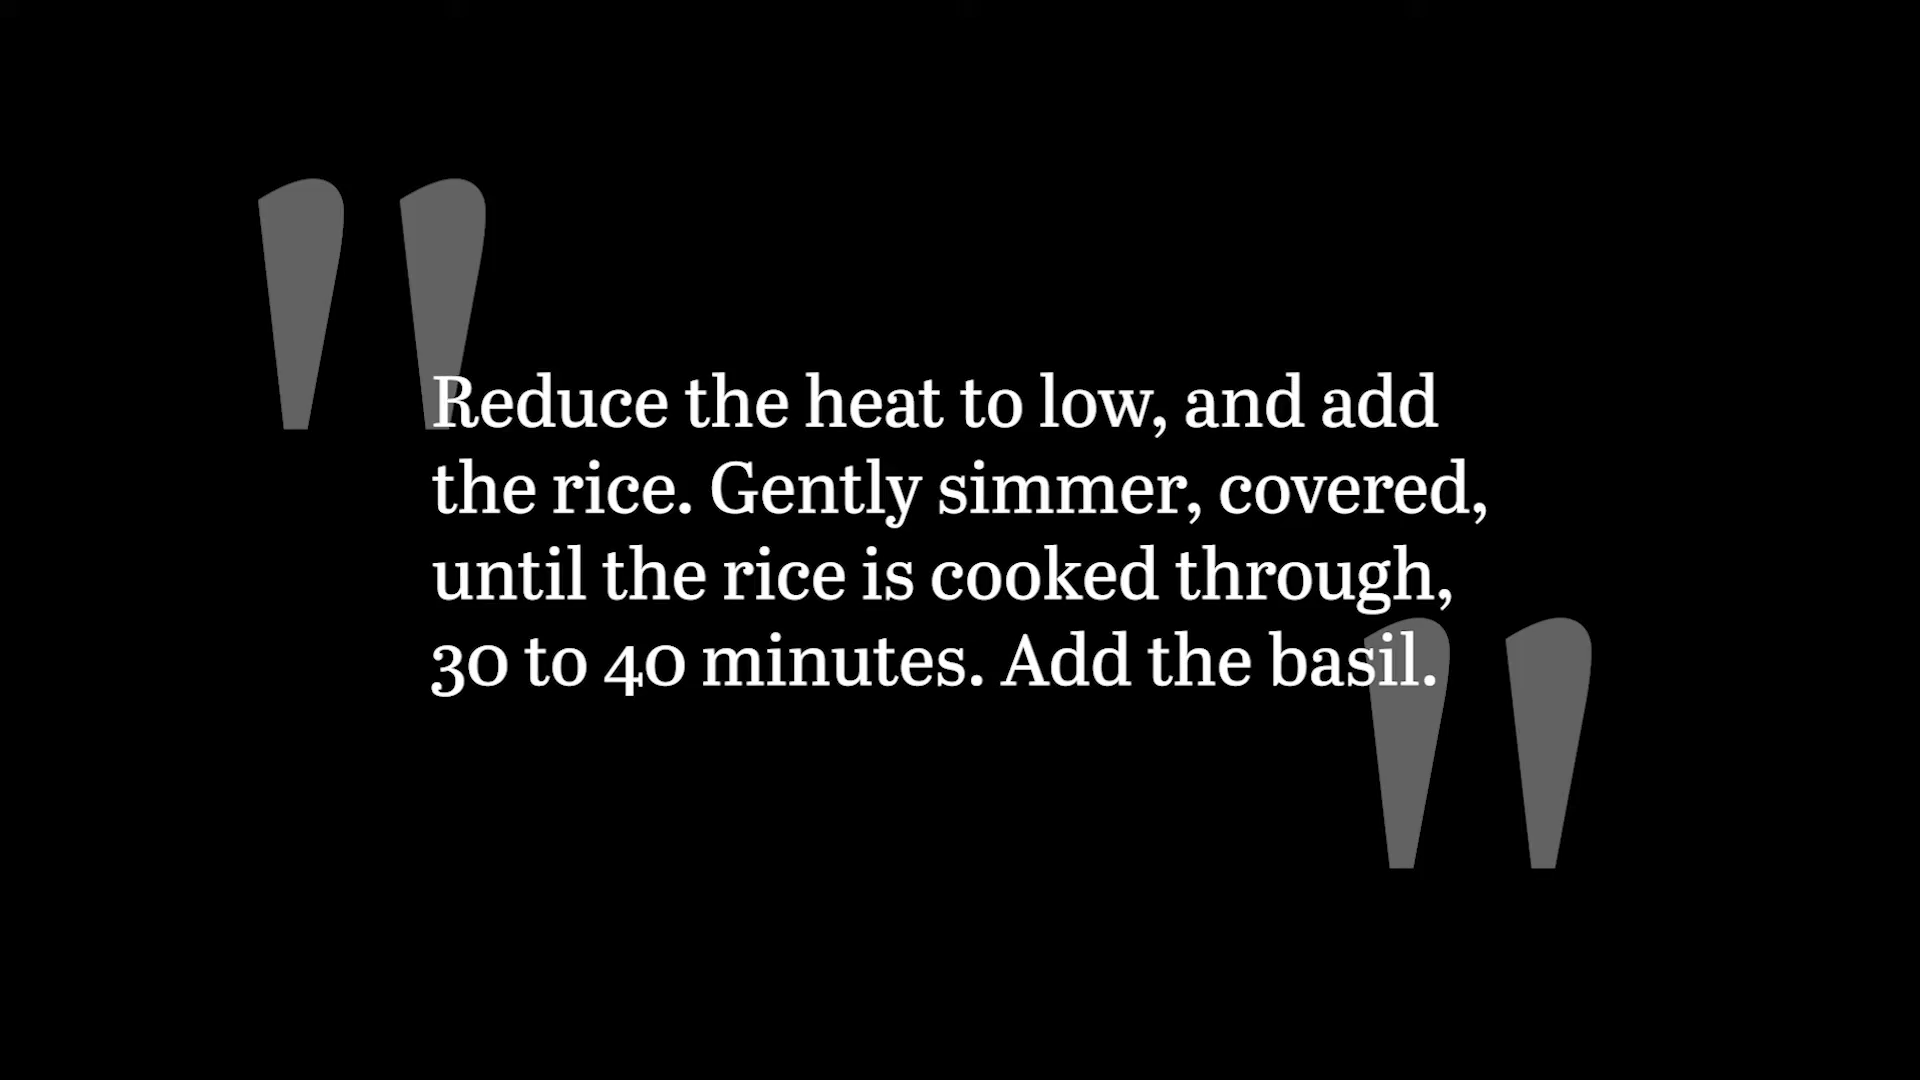 "Reduce the heat to low, and add
the rice. Gently simmer, covered,
until the rice is cooked through,
30 to 40 minutes. Add the basil."